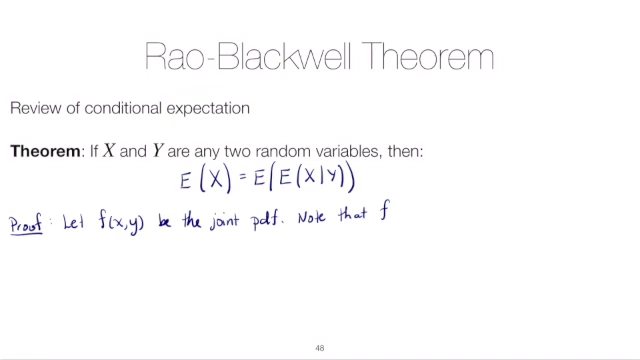 Rao-Blackwell Theorem
Review of conditional expectation
Theorem: If X and Y are any two random variables, then:
E(X) = E(E(X|Y))
Proof: Let f(x,y) be the joint pdf. Note that f
48